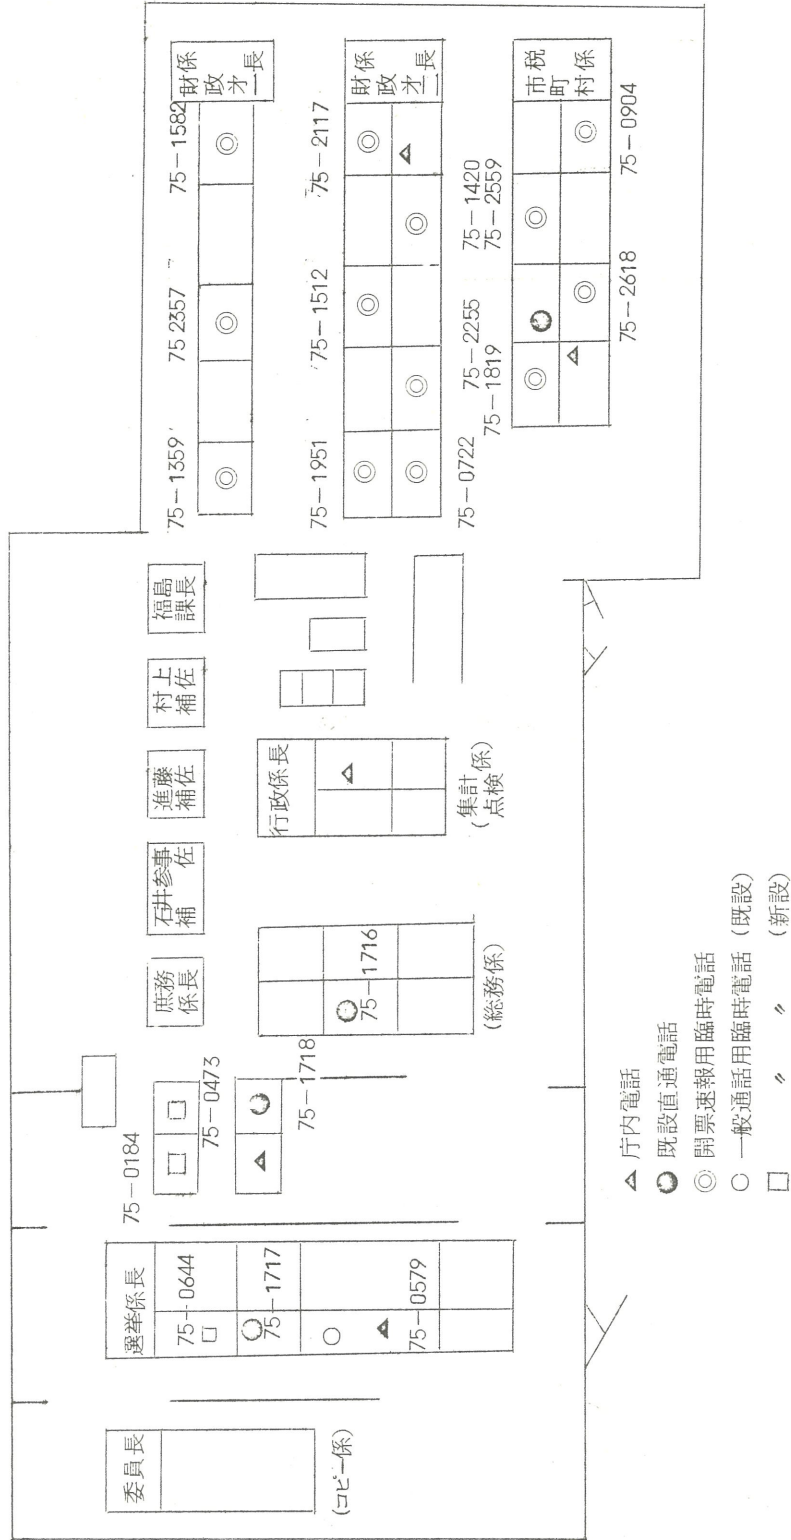 委員長
(コピー係)
選挙係長
75-0644
75-1717
75-0579
75-0184
75-0473
75-1718
庶務
係長
石井参事
補佐
進藤
補佐
村上
補佐
福島
課長
75-1716
(総務係)
行政係長
(集計
点検係)
75-1359
75 2357
75-1582
財政
係長
75-1951
75-1512
75-2117
財政
係長
75-0722
75-1819
75-2255
75-1420
75-2559
市町村
税係
75-2618
75-0904
庁内電話
既設直通電話
開票速報用臨時電話
一般通話用臨時電話(既設)
〃 〃 (新設)